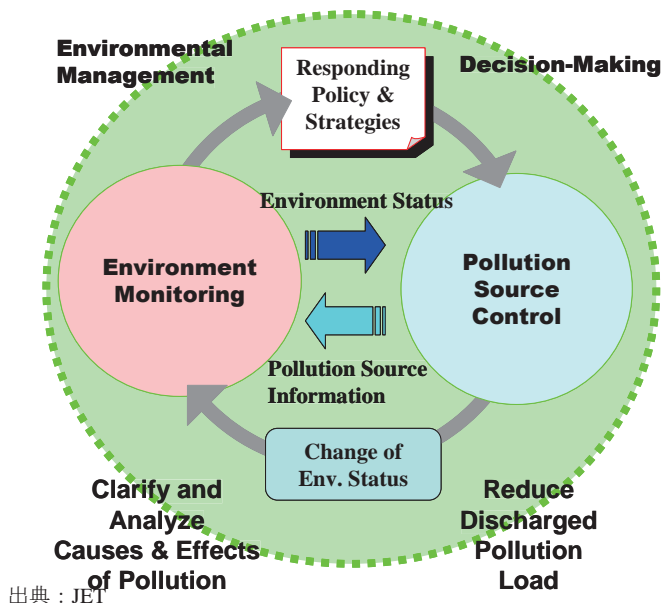 Environmental
Management
Responding
Policy &
Strategies
Decision-Making
Environment Status
Environment
Monitoring
Pollution
Source
Control
Pollution Source
Information
Change of
Env. Status
Clarify and
Analyze
Causes & Effects
of Pollution
Reduce
Discharged
Pollution
Load
出典：JET